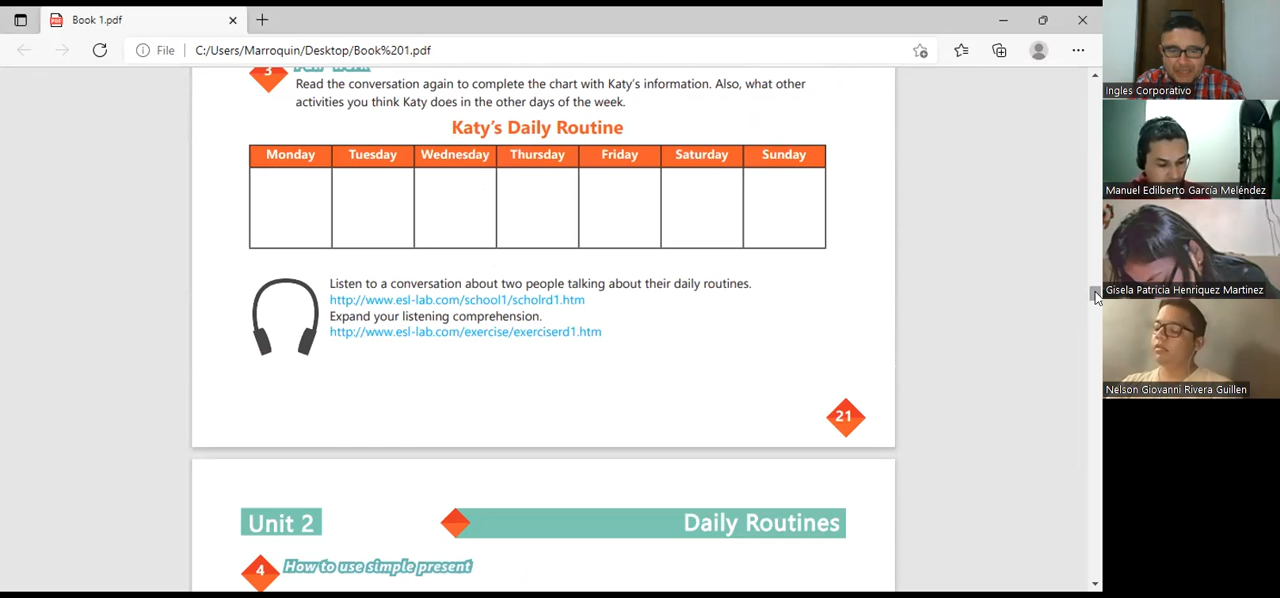 Book 1.pdf
File
C:/Users/Marroquin/Desktop/Book%201.pdf
3
Read the conversation again to complete the chart with Katy's information. Also, what other
activities you think Katy does in the other days of the week.
Katy's Daily Routine
Monday Tuesday Wednesday Thursday Friday Saturday Sunday
Listen to a conversation about two people talking about their daily routines.
http://www.esl-lab.com/school1/scholrd1.htm
Expand your listening comprehension.
http://www.esl-lab.com/exercise/exerciserd1.htm
21
Unit 2
Daily Routines
4
How to use simple present
Ingles Corporativo
Manuel Edilberto García Meléndez
Gisela Patricia Henriquez Martinez
Nelson Giovanni Rivera Guillen